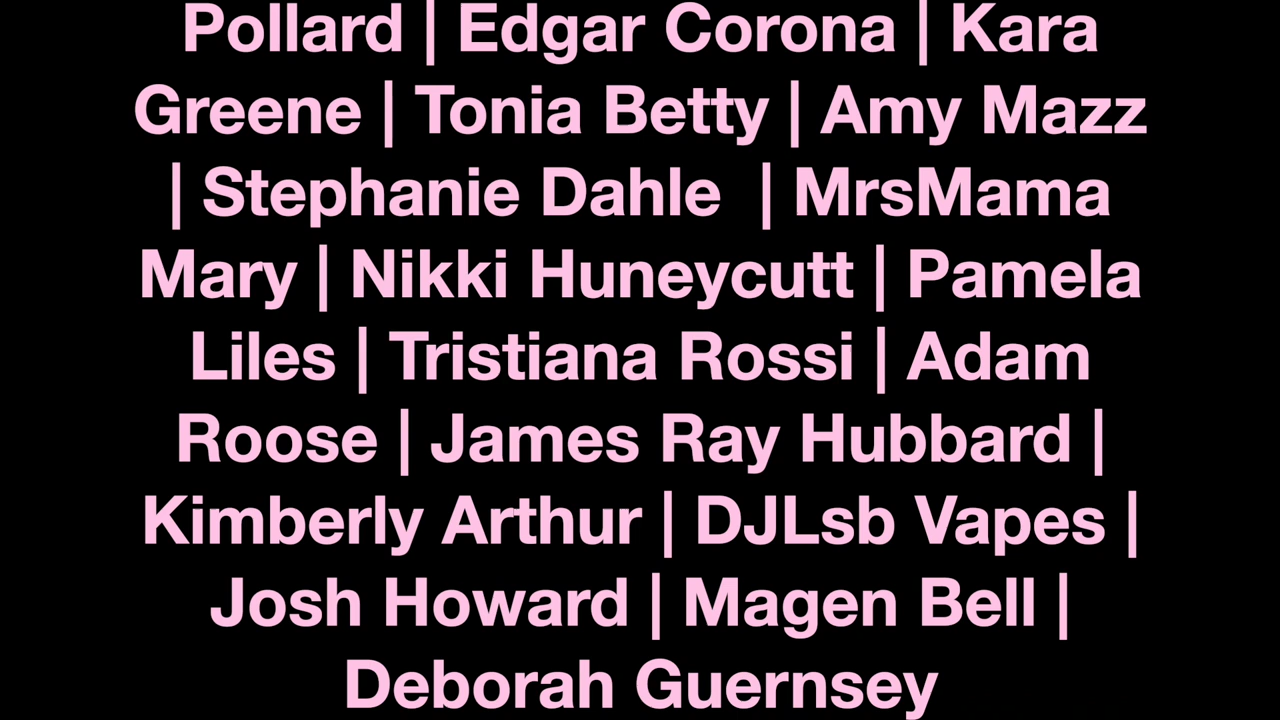 Pollard | Edgar Corona | Kara
Greene | Tonia Betty | Amy Mazz
| Stephanie Dahle  | MrsMama
Mary | Nikki Huneycutt | Pamela
Liles | Tristiana Rossi | Adam
Roose | James Ray Hubbard |
Kimberly Arthur | DJLsb Vapes |
Josh Howard | Magen Bell |
Deborah Guernsey